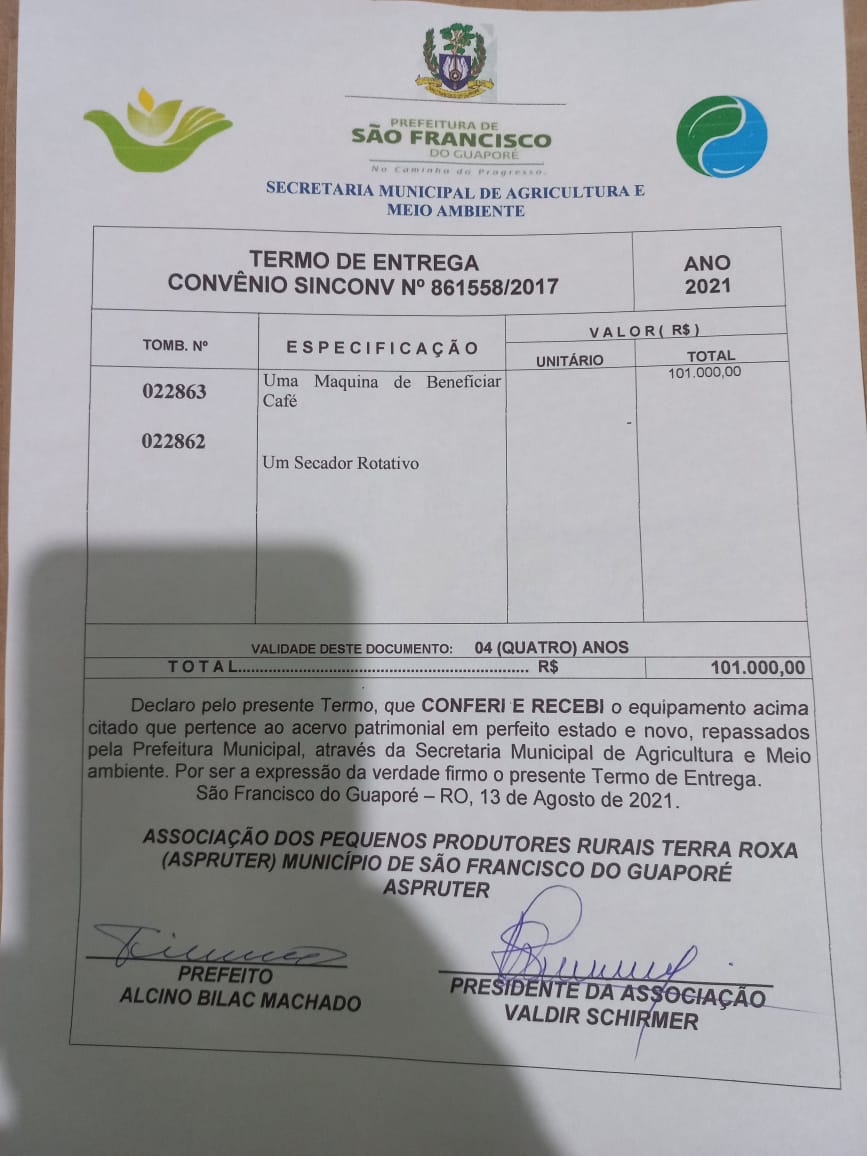 PREFEITURA DE
SÃO FRANCISCO
DO GUAPORÉ
No Caminho do Progresso.
SECRETARIA MUNICIPAL DE AGRICULTURA E
MEIO AMBIENTE
TERMO DE ENTREGA
CONVÊNIO SINCONV Nº 861558/2017
ANO
2021
TOMB. Nº
ESPECIFICAÇÃO
VALOR( R$)
UNITÁRIO
TOTAL
022863
Uma Maquina de Beneficiar
Café
101.000,00
-
022862
Um Secador Rotativo
VALIDADE DESTE DOCUMENTO: 04 (QUATRO) ANOS
TOTAL............................................................................ R$ 101.000,00
Declaro pelo presente Termo, que CONFERI E RECEBI o equipamento acima
citado que pertence ao acervo patrimonial em perfeito estado e novo, repassados
pela Prefeitura Municipal, através da Secretaria Municipal de Agricultura e Meio
ambiente. Por ser a expressão da verdade firmo o presente Termo de Entrega.
São Francisco do Guaporé – RO, 13 de Agosto de 2021.
ASSOCIAÇÃO DOS PEQUENOS PRODUTORES RURAIS TERRA ROXA
(ASPRUTER) MUNICÍPIO DE SÃO FRANCISCO DO GUAPORÉ
ASPRUTER
PREFEITO
ALCINO BILAC MACHADO
PRESIDENTE DA ASSOCIAÇÃO
VALDIR SCHIRMER